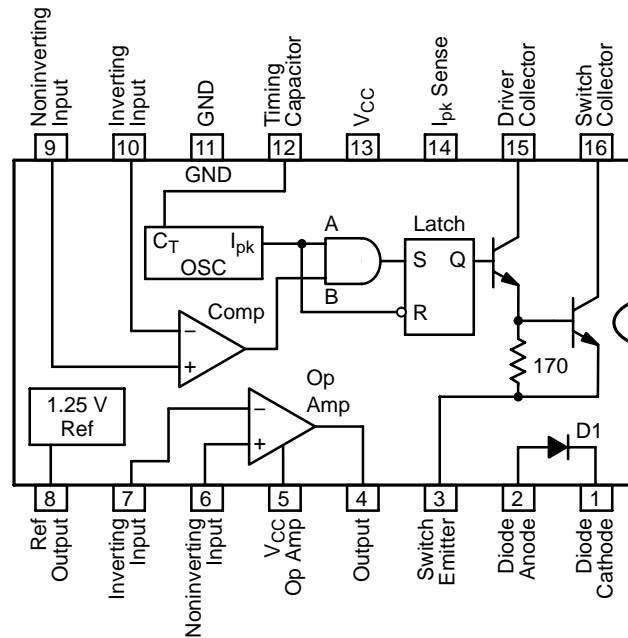 Noninverting
Input
Inverting
Input
GND
Timing
Capacitor
VCC
Ipk Sense
Driver
Collector
Switch
Collector
9
10
11
12
13
14
15
16
GND
CT
Ipk
OSC
A
B
Latch
S
Q
R
Comp
−
+
170
1.25 V
Ref
Op
Amp
−
+
D1
8
7
6
5
4
3
2
1
Ref
Output
Inverting
Input
Noninverting
Input
VCC
Op Amp
Output
Switch
Emitter
Diode
Anode
Diode
Cathode